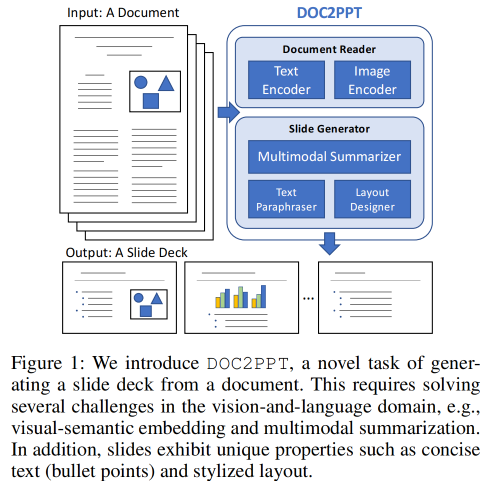 Input: A Document
DOC2PPT
Document Reader
Text
Encoder
Image
Encoder
Slide Generator
Multimodal Summarizer
Text
Paraphraser
Layout
Designer
Output: A Slide Deck
...
Figure 1: We introduce DOC2PPT, a novel task of gener-
ating a slide deck from a document. This requires solving
several challenges in the vision-and-language domain, e.g.,
visual-semantic embedding and multimodal summarization.
In addition, slides exhibit unique properties such as concise
text (bullet points) and stylized layout.